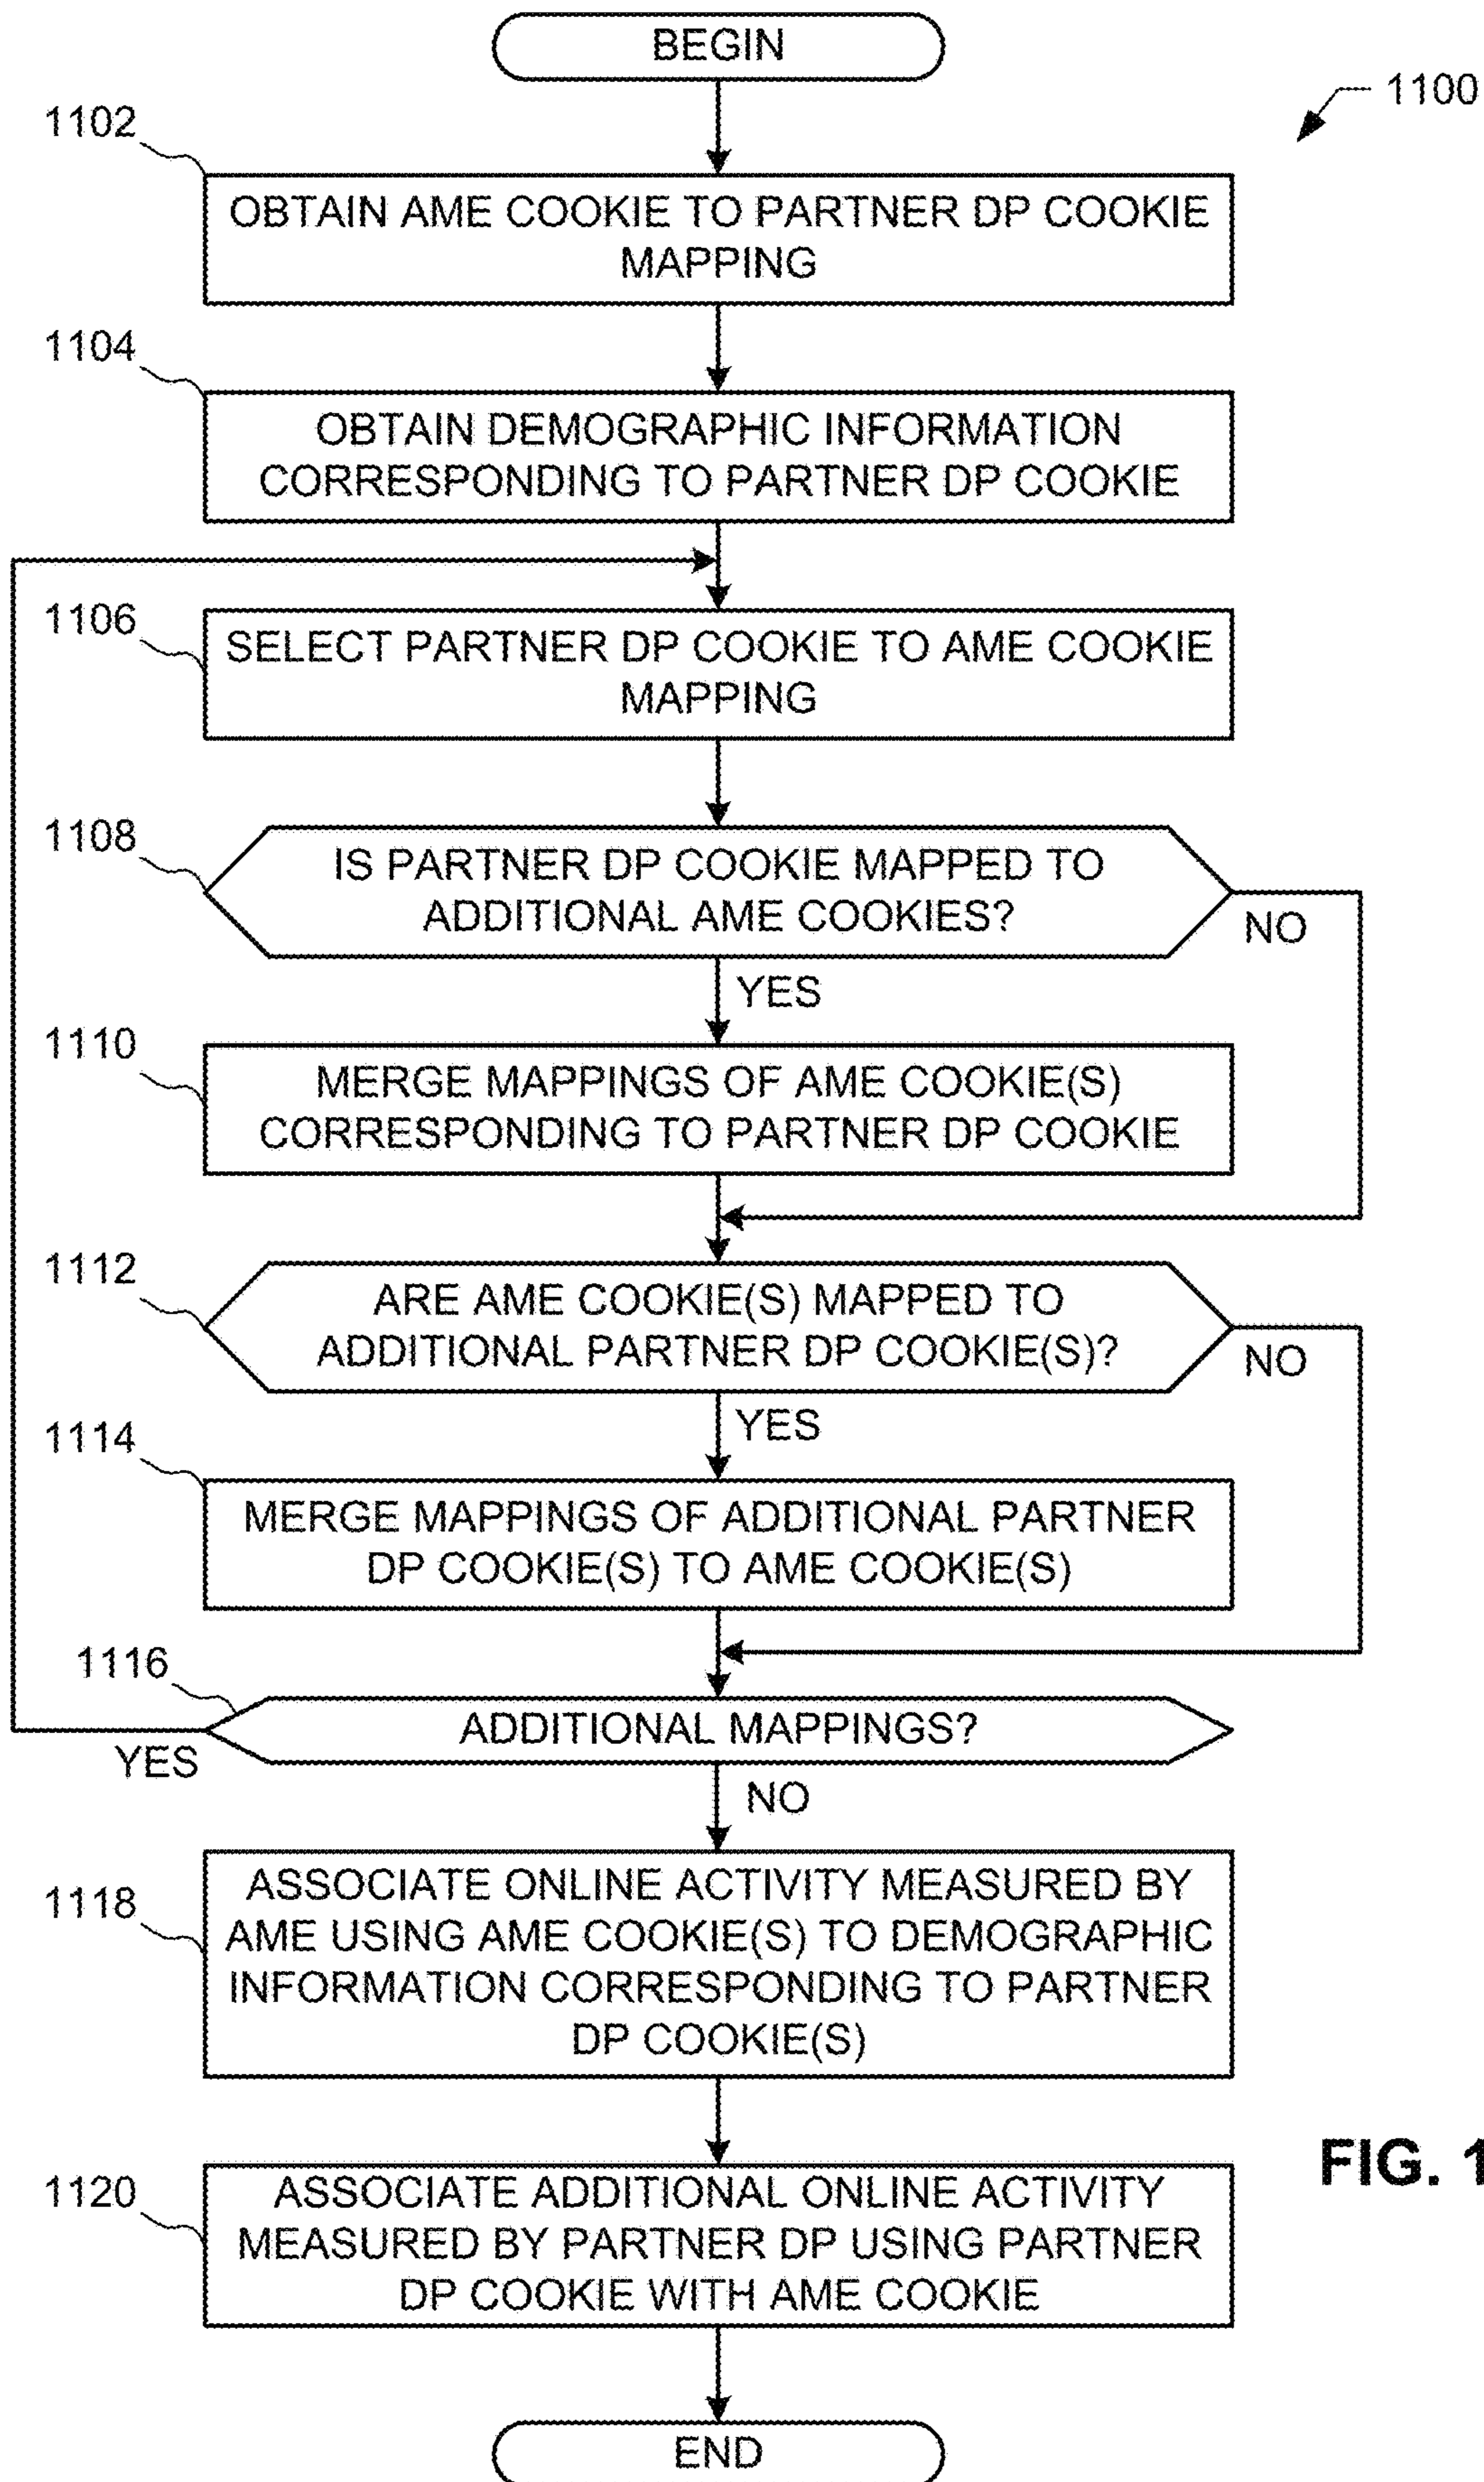 BEGIN
1100
1102
OBTAIN AME COOKIE TO PARTNER DP COOKIE
MAPPING
1104
OBTAIN DEMOGRAPHIC INFORMATION
CORRESPONDING TO PARTNER DP COOKIE
1106
SELECT PARTNER DP COOKIE TO AME COOKIE
MAPPING
1108
IS PARTNER DP COOKIE MAPPED TO
ADDITIONAL AME COOKIES?
NO
YES
1110
MERGE MAPPINGS OF AME COOKIE(S)
CORRESPONDING TO PARTNER DP COOKIE
1112
ARE AME COOKIE(S) MAPPED TO
ADDITIONAL PARTNER DP COOKIE(S)?
NO
YES
1114
MERGE MAPPINGS OF ADDITIONAL PARTNER
DP COOKIE(S) TO AME COOKIE(S)
1116
ADDITIONAL MAPPINGS?
YES
NO
1118
ASSOCIATE ONLINE ACTIVITY MEASURED BY
AME USING AME COOKIE(S) TO DEMOGRAPHIC
INFORMATION CORRESPONDING TO PARTNER
DP COOKIE(S)
1120
ASSOCIATE ADDITIONAL ONLINE ACTIVITY
MEASURED BY PARTNER DP USING PARTNER
DP COOKIE WITH AME COOKIE
FIG. 1
END